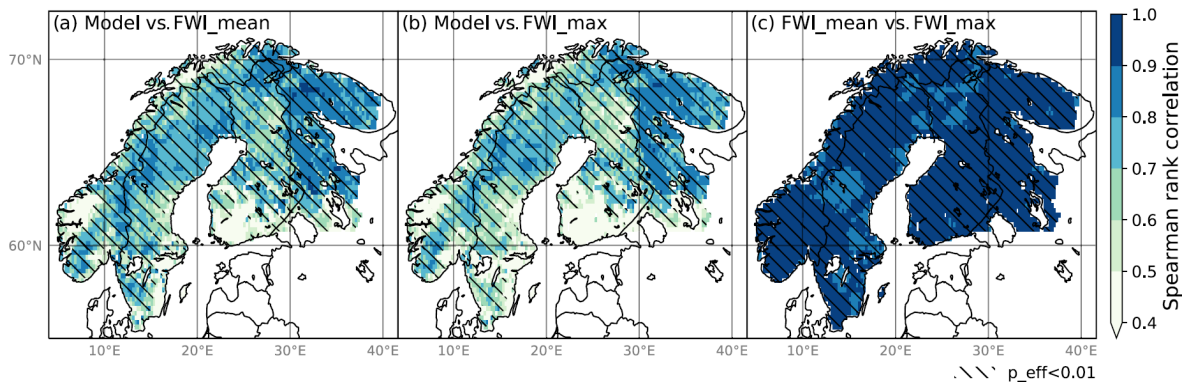 (a) Model vs. FWI_mean
(b) Model vs. FWI_max
(c) FWI_mean vs. FWI_max
70°N
60°N
10°E 20°E 30°E 40°E
10°E 20°E 30°E 40°E
10°E 20°E 30°E 40°E
1.0
0.9
0.8
0.7
0.6
0.5
0.4
Spearman rank correlation
p_eff<0.01